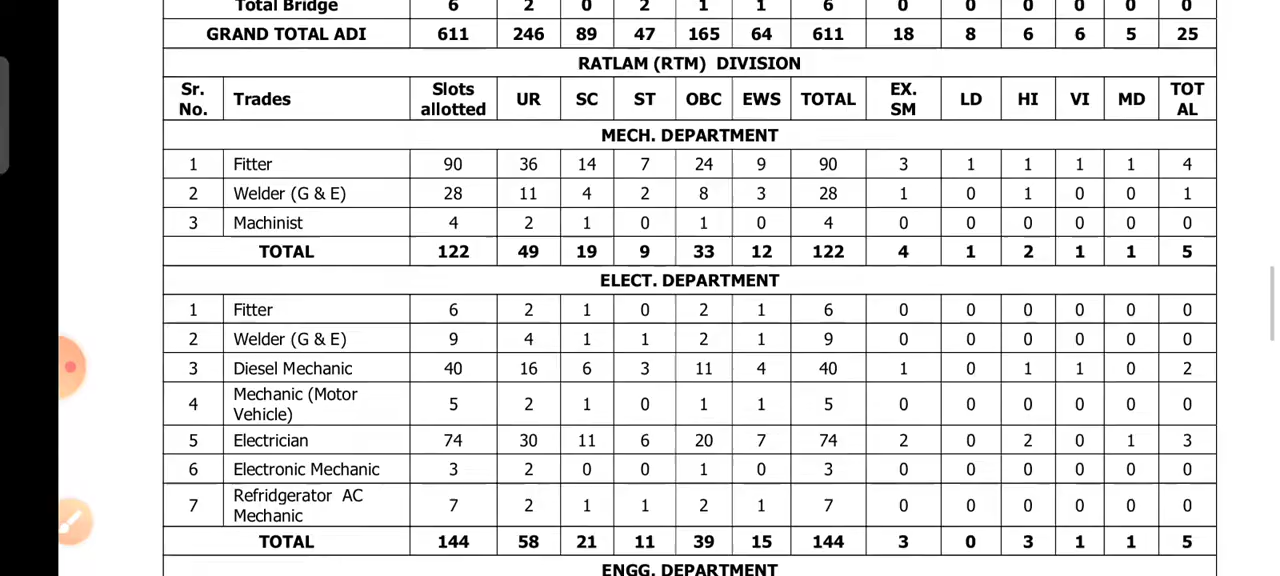 Total Bridge 6 2 0 2 1 1 6 0 0 0 0 0 0
GRAND TOTAL ADI 611 246 89 47 165 64 611 18 8 6 6 5 25
RATLAM (RTM) DIVISION
Sr. No. Trades Slots allotted UR SC ST OBC EWS TOTAL EX. SM LD HI VI MD TOT AL
MECH. DEPARTMENT
1 Fitter 90 36 14 7 24 9 90 3 1 1 1 1 4
2 Welder (G & E) 28 11 4 2 8 3 28 1 0 1 0 0 1
3 Machinist 4 2 1 0 1 0 4 0 0 0 0 0 0
TOTAL 122 49 19 9 33 12 122 4 1 2 1 1 5
ELECT. DEPARTMENT
1 Fitter 6 2 1 0 2 1 6 0 0 0 0 0 0
2 Welder (G & E) 9 4 1 1 2 1 9 0 0 0 0 0 0
3 Diesel Mechanic 40 16 6 3 11 4 40 1 0 1 1 0 2
4 Mechanic (Motor Vehicle) 5 2 1 0 1 1 5 0 0 0 0 0 0
5 Electrician 74 30 11 6 20 7 74 2 0 2 0 1 3
6 Electronic Mechanic 3 2 0 0 1 0 3 0 0 0 0 0 0
7 Refridgerator AC Mechanic 7 2 1 1 2 1 7 0 0 0 0 0 0
TOTAL 144 58 21 11 39 15 144 3 0 3 1 1 5
ENGG. DEPARTMENT